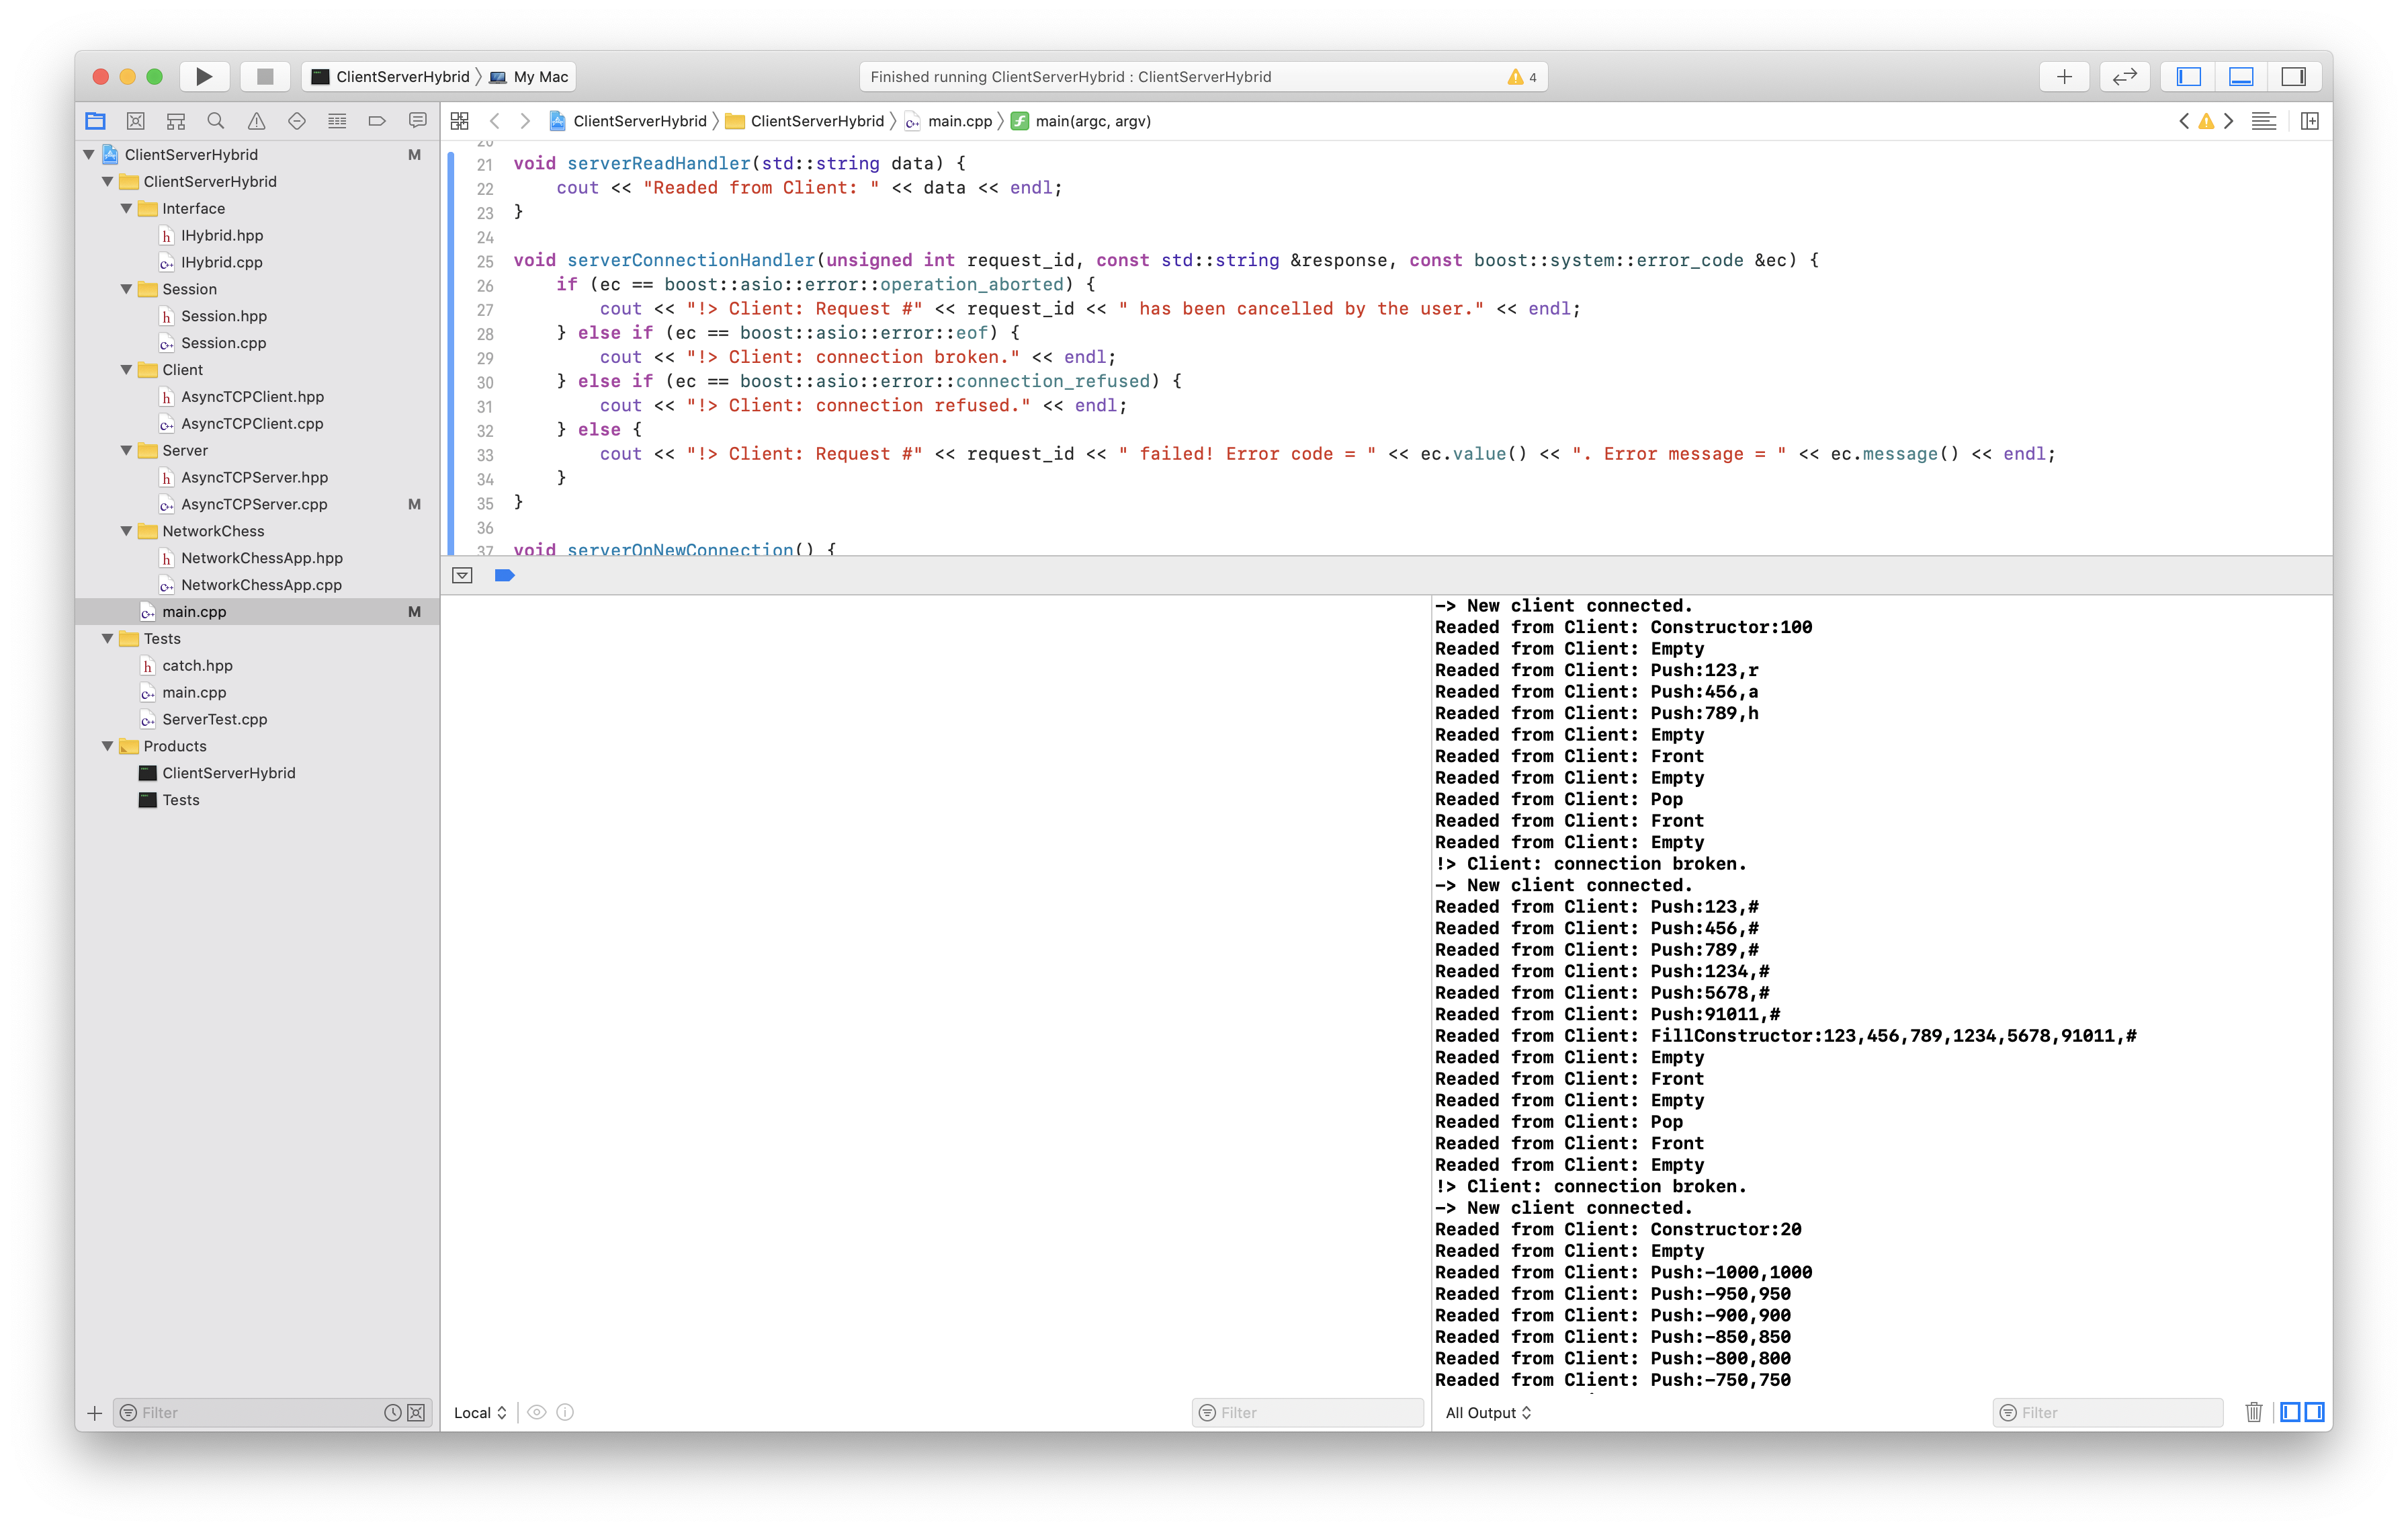 ClientServerHybrid 〉 My Mac
Finished running ClientServerHybrid : ClientServerHybrid
4
ClientServerHybrid 〉 ClientServerHybrid 〉 main.cpp 〉 main(argc, argv)
ClientServerHybrid M
ClientServerHybrid
Interface
IHybrid.hpp
IHybrid.cpp
Session
Session.hpp
Session.cpp
Client
AsyncTCPClient.hpp
AsyncTCPClient.cpp
Server
AsyncTCPServer.hpp
AsyncTCPServer.cpp M
NetworkChess
NetworkChessApp.hpp
NetworkChessApp.cpp
main.cpp M
Tests
catch.hpp
main.cpp
ServerTest.cpp
Products
ClientServerHybrid
Tests
Filter
20
21 void serverReadHandler(std::string data) {
22     cout << "Readed from Client: " << data << endl;
23 }
24
25 void serverConnectionHandler(unsigned int request_id, const std::string &response, const boost::system::error_code &ec) {
26     if (ec == boost::asio::error::operation_aborted) {
27         cout << "!> Client: Request #" << request_id << " has been cancelled by the user." << endl;
28     } else if (ec == boost::asio::error::eof) {
29         cout << "!> Client: connection broken." << endl;
30     } else if (ec == boost::asio::error::connection_refused) {
31         cout << "!> Client: connection refused." << endl;
32     } else {
33         cout << "!> Client: Request #" << request_id << " failed! Error code = " << ec.value() << ". Error message = " << ec.message() << endl;
34     }
35 }
36
37 void serverOnNewConnection() {
Local
Filter
-> New client connected.
Readed from Client: Constructor:100
Readed from Client: Empty
Readed from Client: Push:123,r
Readed from Client: Push:456,a
Readed from Client: Push:789,h
Readed from Client: Empty
Readed from Client: Front
Readed from Client: Empty
Readed from Client: Pop
Readed from Client: Front
Readed from Client: Empty
!> Client: connection broken.
-> New client connected.
Readed from Client: Push:123,#
Readed from Client: Push:456,#
Readed from Client: Push:789,#
Readed from Client: Push:1234,#
Readed from Client: Push:5678,#
Readed from Client: Push:91011,#
Readed from Client: FillConstructor:123,456,789,1234,5678,91011,#
Readed from Client: Empty
Readed from Client: Front
Readed from Client: Empty
Readed from Client: Pop
Readed from Client: Front
Readed from Client: Empty
!> Client: connection broken.
-> New client connected.
Readed from Client: Constructor:20
Readed from Client: Empty
Readed from Client: Push:-1000,1000
Readed from Client: Push:-950,950
Readed from Client: Push:-900,900
Readed from Client: Push:-850,850
Readed from Client: Push:-800,800
Readed from Client: Push:-750,750
All Output
Filter